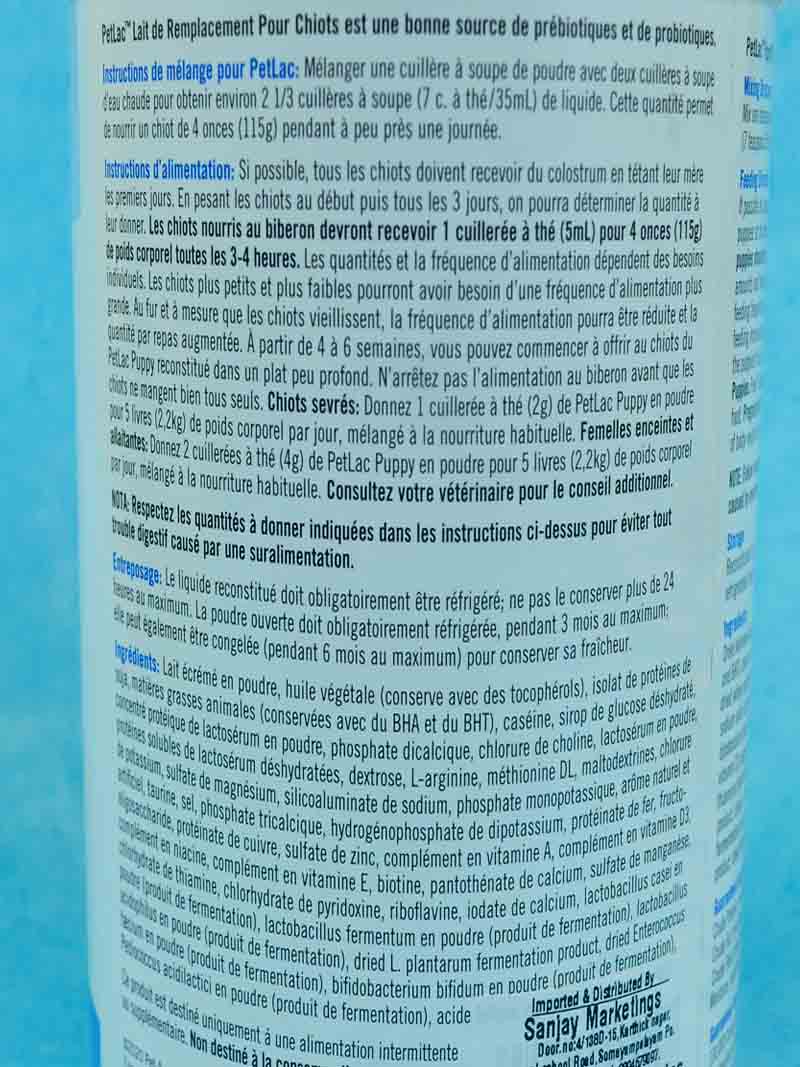 PetLac™ Lait de Remplacement Pour Chiots est une bonne source de prébiotiques et de probiotiques.
Instructions de mélange pour PetLac: Mélanger une cuillère à soupe de poudre avec deux cuillères à soupe
d'eau chaude pour obtenir environ 2 1/3 cuillères à soupe (7 c. à thé/35mL) de liquide. Cette quantité permet
de nourrir un chiot de 4 onces (115g) pendant à peu près une journée.
Instructions d'alimentation: Si possible, tous les chiots doivent recevoir du colostrum en tétant leur mère
les premiers jours. En pesant les chiots au début puis tous les 3 jours, on pourra déterminer la quantité à
leur donner. Les chiots nourris au biberon devront recevoir 1 cuillerée à thé (5mL) pour 4 onces (115g)
de poids corporel toutes les 3-4 heures. Les quantités et la fréquence d'alimentation dépendent des besoins
individuels. Les chiots plus petits et plus faibles pourront avoir besoin d'une fréquence d'alimentation plus
grande. Au fur et à mesure que les chiots vieillissent, la fréquence d'alimentation pourra être réduite et la
quantité par repas augmentée. À partir de 4 à 6 semaines, vous pouvez commencer à offrir au chiots du
PetLac Puppy reconstitué dans un plat peu profond. N'arrêtez pas l'alimentation au biberon avant que les
chiots ne mangent bien tous seuls. Chiots sevrés: Donnez 1 cuillerée à thé (2g) de PetLac Puppy en poudre
pour 5 livres (2,2kg) de poids corporel par jour, mélangé à la nourriture habituelle. Femelles enceintes et
allaitantes: Donnez 2 cuillerées à thé (4g) de PetLac Puppy en poudre pour 5 livres (2,2kg) de poids corporel
par jour, mélangé à la nourriture habituelle. Consultez votre vétérinaire pour le conseil additionnel.
NOTA: Respectez les quantités à donner indiquées dans les instructions ci-dessus pour éviter tout
trouble digestif causé par une suralimentation.
Entreposage: Le liquide reconstitué doit obligatoirement être réfrigéré; ne pas le conserver plus de 24
heures au maximum. La poudre ouverte doit obligatoirement réfrigérée, pendant 3 mois au maximum;
elle peut également être congelée (pendant 6 mois au maximum) pour conserver sa fraîcheur.
Ingrédients: Lait écrémé en poudre, huile végétale (conserve avec des tocophérols), isolat de protéines de
soja, matières grasses animales (conservées avec du BHA et du BHT), caséine, sirop de glucose déshydraté,
concentré protéique de lactosérum en poudre, phosphate dicalcique, chlorure de choline, lactosérum en poudre,
protéines solubles de lactosérum déshydratées, dextrose, L-arginine, méthionine DL, maltodextrines, chlorure
de potassium, sulfate de magnésium, silicoaluminate de sodium, phosphate monopotassique, arôme naturel et
artificiel, taurine, sel, phosphate tricalcique, hydrogénophosphate de dipotassium, protéinate de fer, fructo-
oligosaccharide, protéinate de cuivre, sulfate de zinc, complément en vitamine A, complément en vitamine D3,
complément en niacine, complément en vitamine E, biotine, pantothénate de calcium, sulfate de manganèse,
chlorhydrate de thiamine, chlorhydrate de pyridoxine, riboflavine, iodate de calcium, lactobacillus casei en
poudre (produit de fermentation), lactobacillus fermentum en poudre (produit de fermentation), lactobacillus
acidophilus en poudre (produit de fermentation), dried L. plantarum fermentation product, dried Enterococcus
faecium en poudre (produit de fermentation), bifidobacterium bifidum en poudre (produit de fermentation),
Pediococcus acidilactici en poudre (produit de fermentation), acide
Ce produit est destiné uniquement à une alimentation intermittente
ou supplémentaire. Non destiné à la
Imported & Distributed By
Sanjay Marketings
Door.no:4/1380-15, Karthick nagar,
Road, Somayampalayam Po.